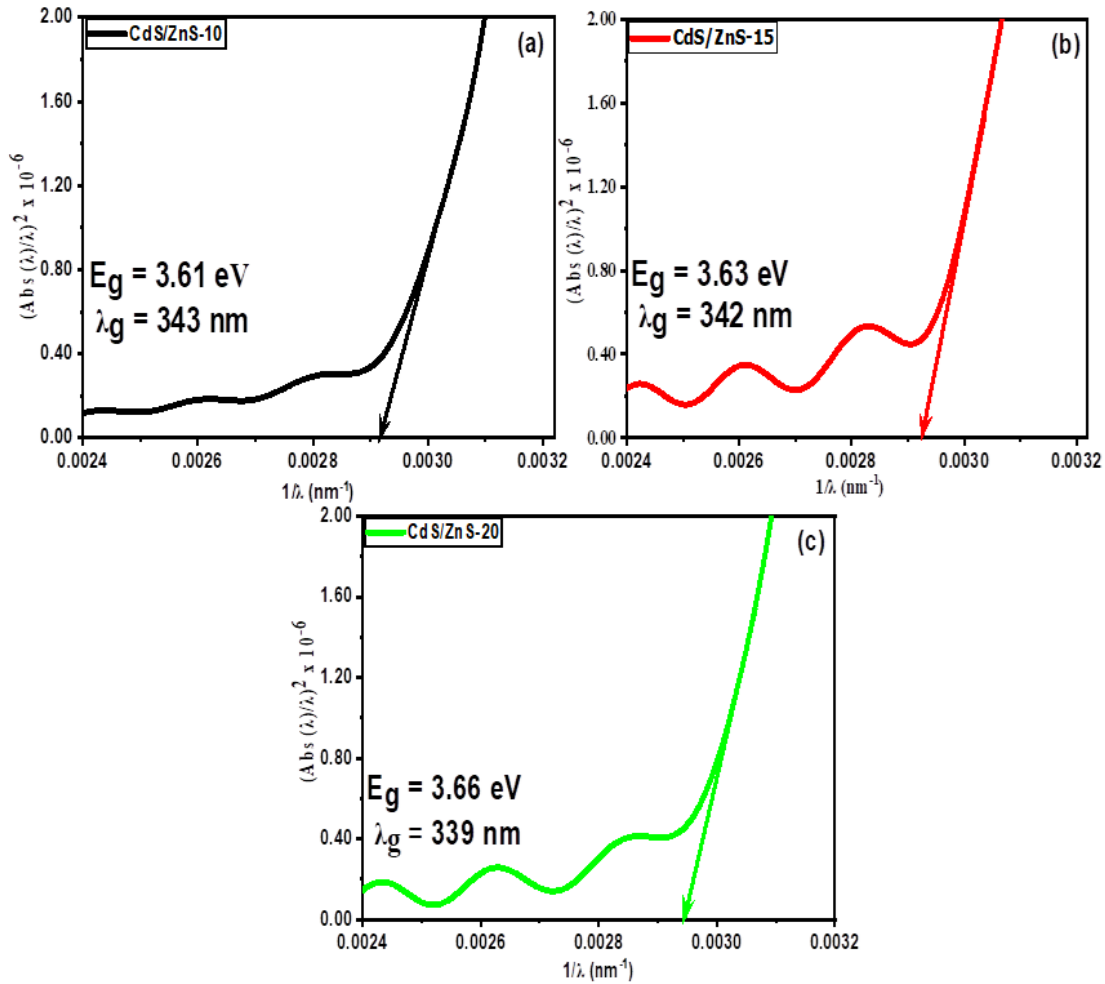 CdS/ZnS-10
(a)
(Abs (λ)/λ)² x 10⁻⁶
2.00
1.60
1.20
0.80
0.40
0.00
Eg = 3.61 eV
λg = 343 nm
0.0024 0.0026 0.0028 0.0030 0.0032
1/λ (nm⁻¹)
CdS/ZnS-15
(b)
(Abs (λ)/λ)² x 10⁻⁶
2.00
1.60
1.20
0.80
0.40
0.00
Eg = 3.63 eV
λg = 342 nm
0.0024 0.0026 0.0028 0.0030 0.0032
1/λ (nm⁻¹)
CdS/ZnS-20
(c)
(Abs (λ)/λ)² x 10⁻⁶
2.00
1.60
1.20
0.80
0.40
0.00
Eg = 3.66 eV
λg = 339 nm
0.0024 0.0026 0.0028 0.0030 0.0032
1/λ (nm⁻¹)